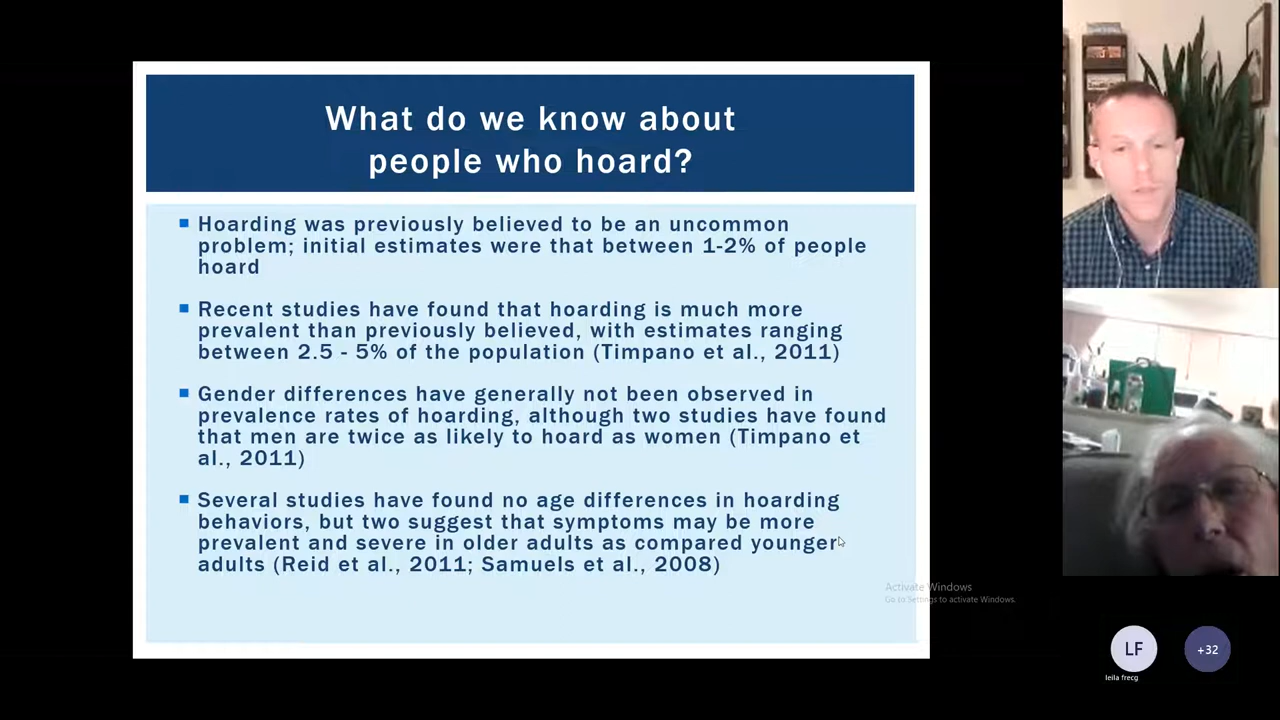 What do we know about
people who hoard?
Hoarding was previously believed to be an uncommon
problem; initial estimates were that between 1-2% of people
hoard
Recent studies have found that hoarding is much more
prevalent than previously believed, with estimates ranging
between 2.5 - 5% of the population (Timpano et al., 2011)
Gender differences have generally not been observed in
prevalence rates of hoarding, although two studies have found
that men are twice as likely to hoard as women (Timpano et
al., 2011)
Several studies have found no age differences in hoarding
behaviors, but two suggest that symptoms may be more
prevalent and severe in older adults as compared younger
adults (Reid et al., 2011; Samuels et al., 2008)
Activate Windows
Go to Settings to activate Windows.
LF
+32
leila frecg